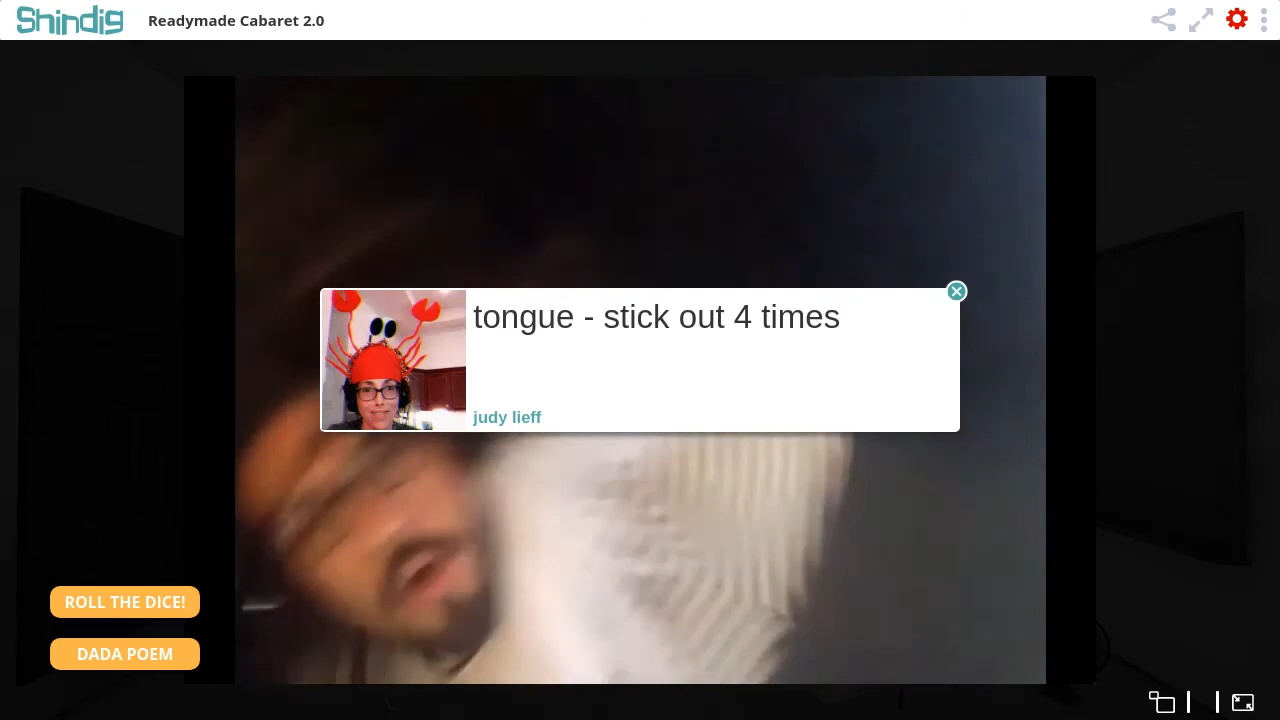 Shindig
Readymade Cabaret 2.0
tongue - stick out 4 times
judy lieff
ROLL THE DICE!
DADA POEM